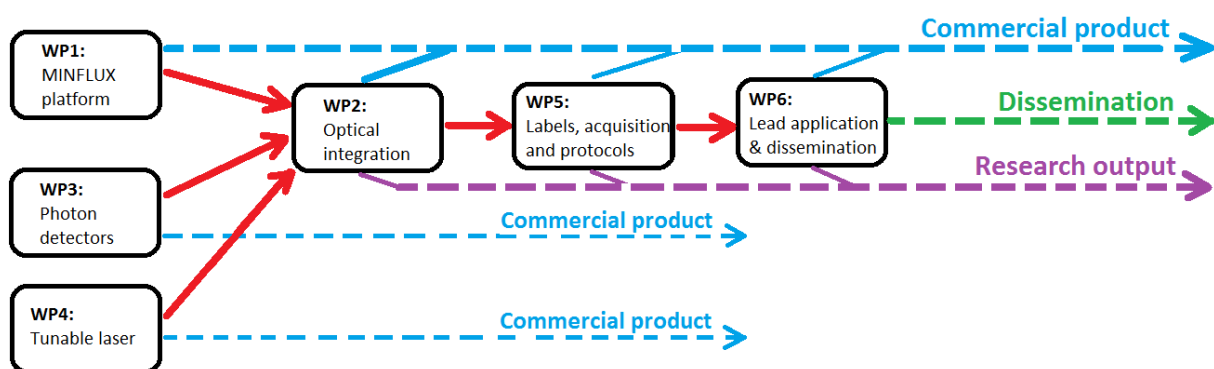 Commercial product
WP1:
MINFLUX
platform
WP2:
Optical
integration
WP5:
Labels, acquisition
and protocols
WP6:
Lead application
& dissemination
Dissemination
Research output
WP3:
Photon
detectors
Commercial product
WP4:
Tunable laser
Commercial product